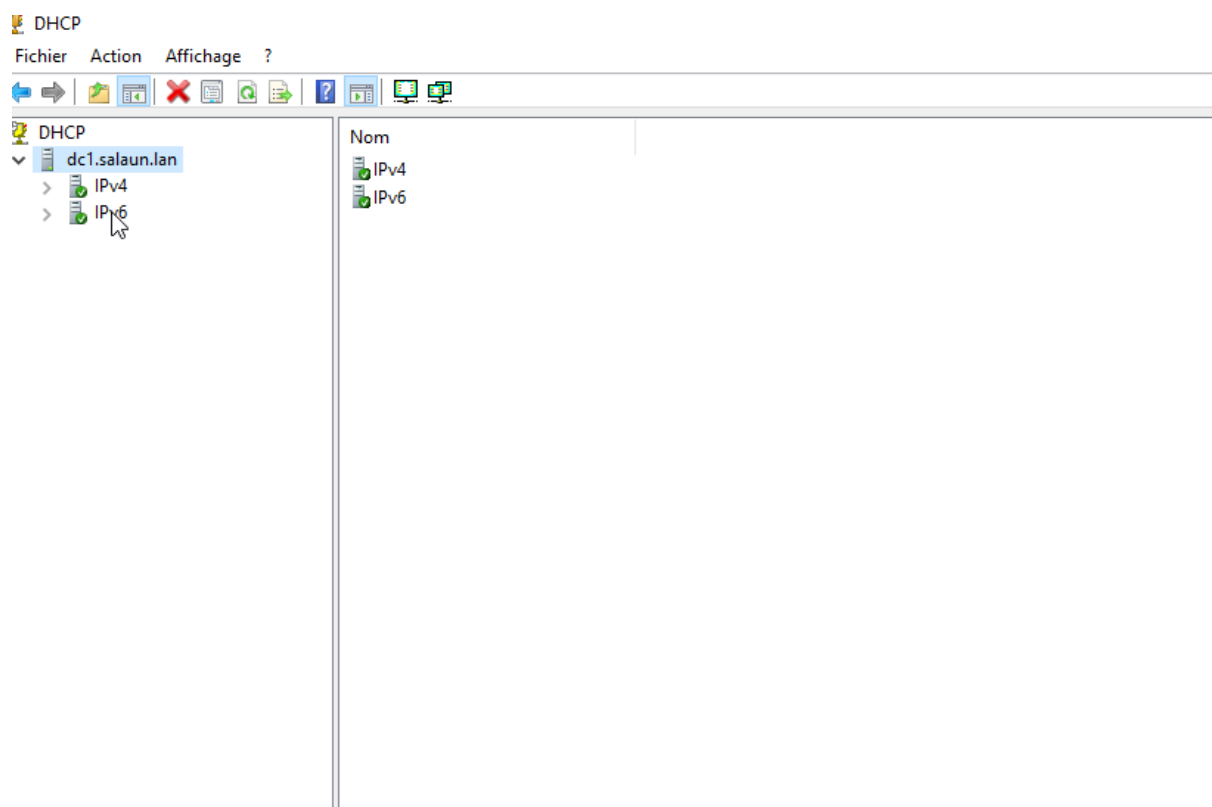 DHCP
Fichier Action Affichage ?
DHCP
dc1.salaun.lan
IPv4
IPv6
Nom
IPv4
IPv6